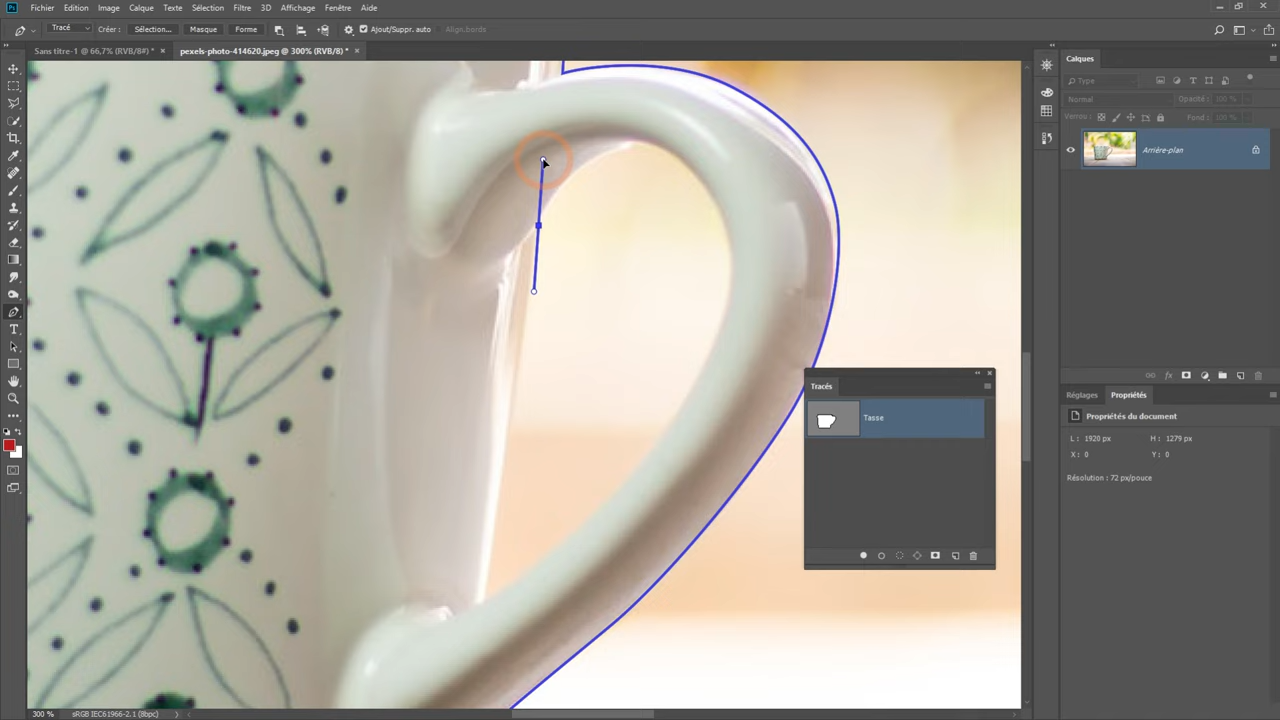 Ps Fichier Edition Image Calque Texte Sélection Filtre 3D Affichage Fenêtre Aide
Tracé Créer : Sélection... Masque Forme Ajout/Suppr. auto Align.bords
Sans titre-1 @ 66,7% (RVB/8#) * × pexels-photo-414620.jpeg @ 300% (RVB/8) * ×
Calques
Type
Normal Opacité : 100 %
Verrou : Fond : 100 %
Arrière-plan
Réglages Propriétés
Propriétés du document
L : 1920 px H : 1279 px
X : 0 Y : 0
Résolution : 72 px/pouce
Tracés
Tasse
300 % sRGB IEC61966-2.1 (8bpc)